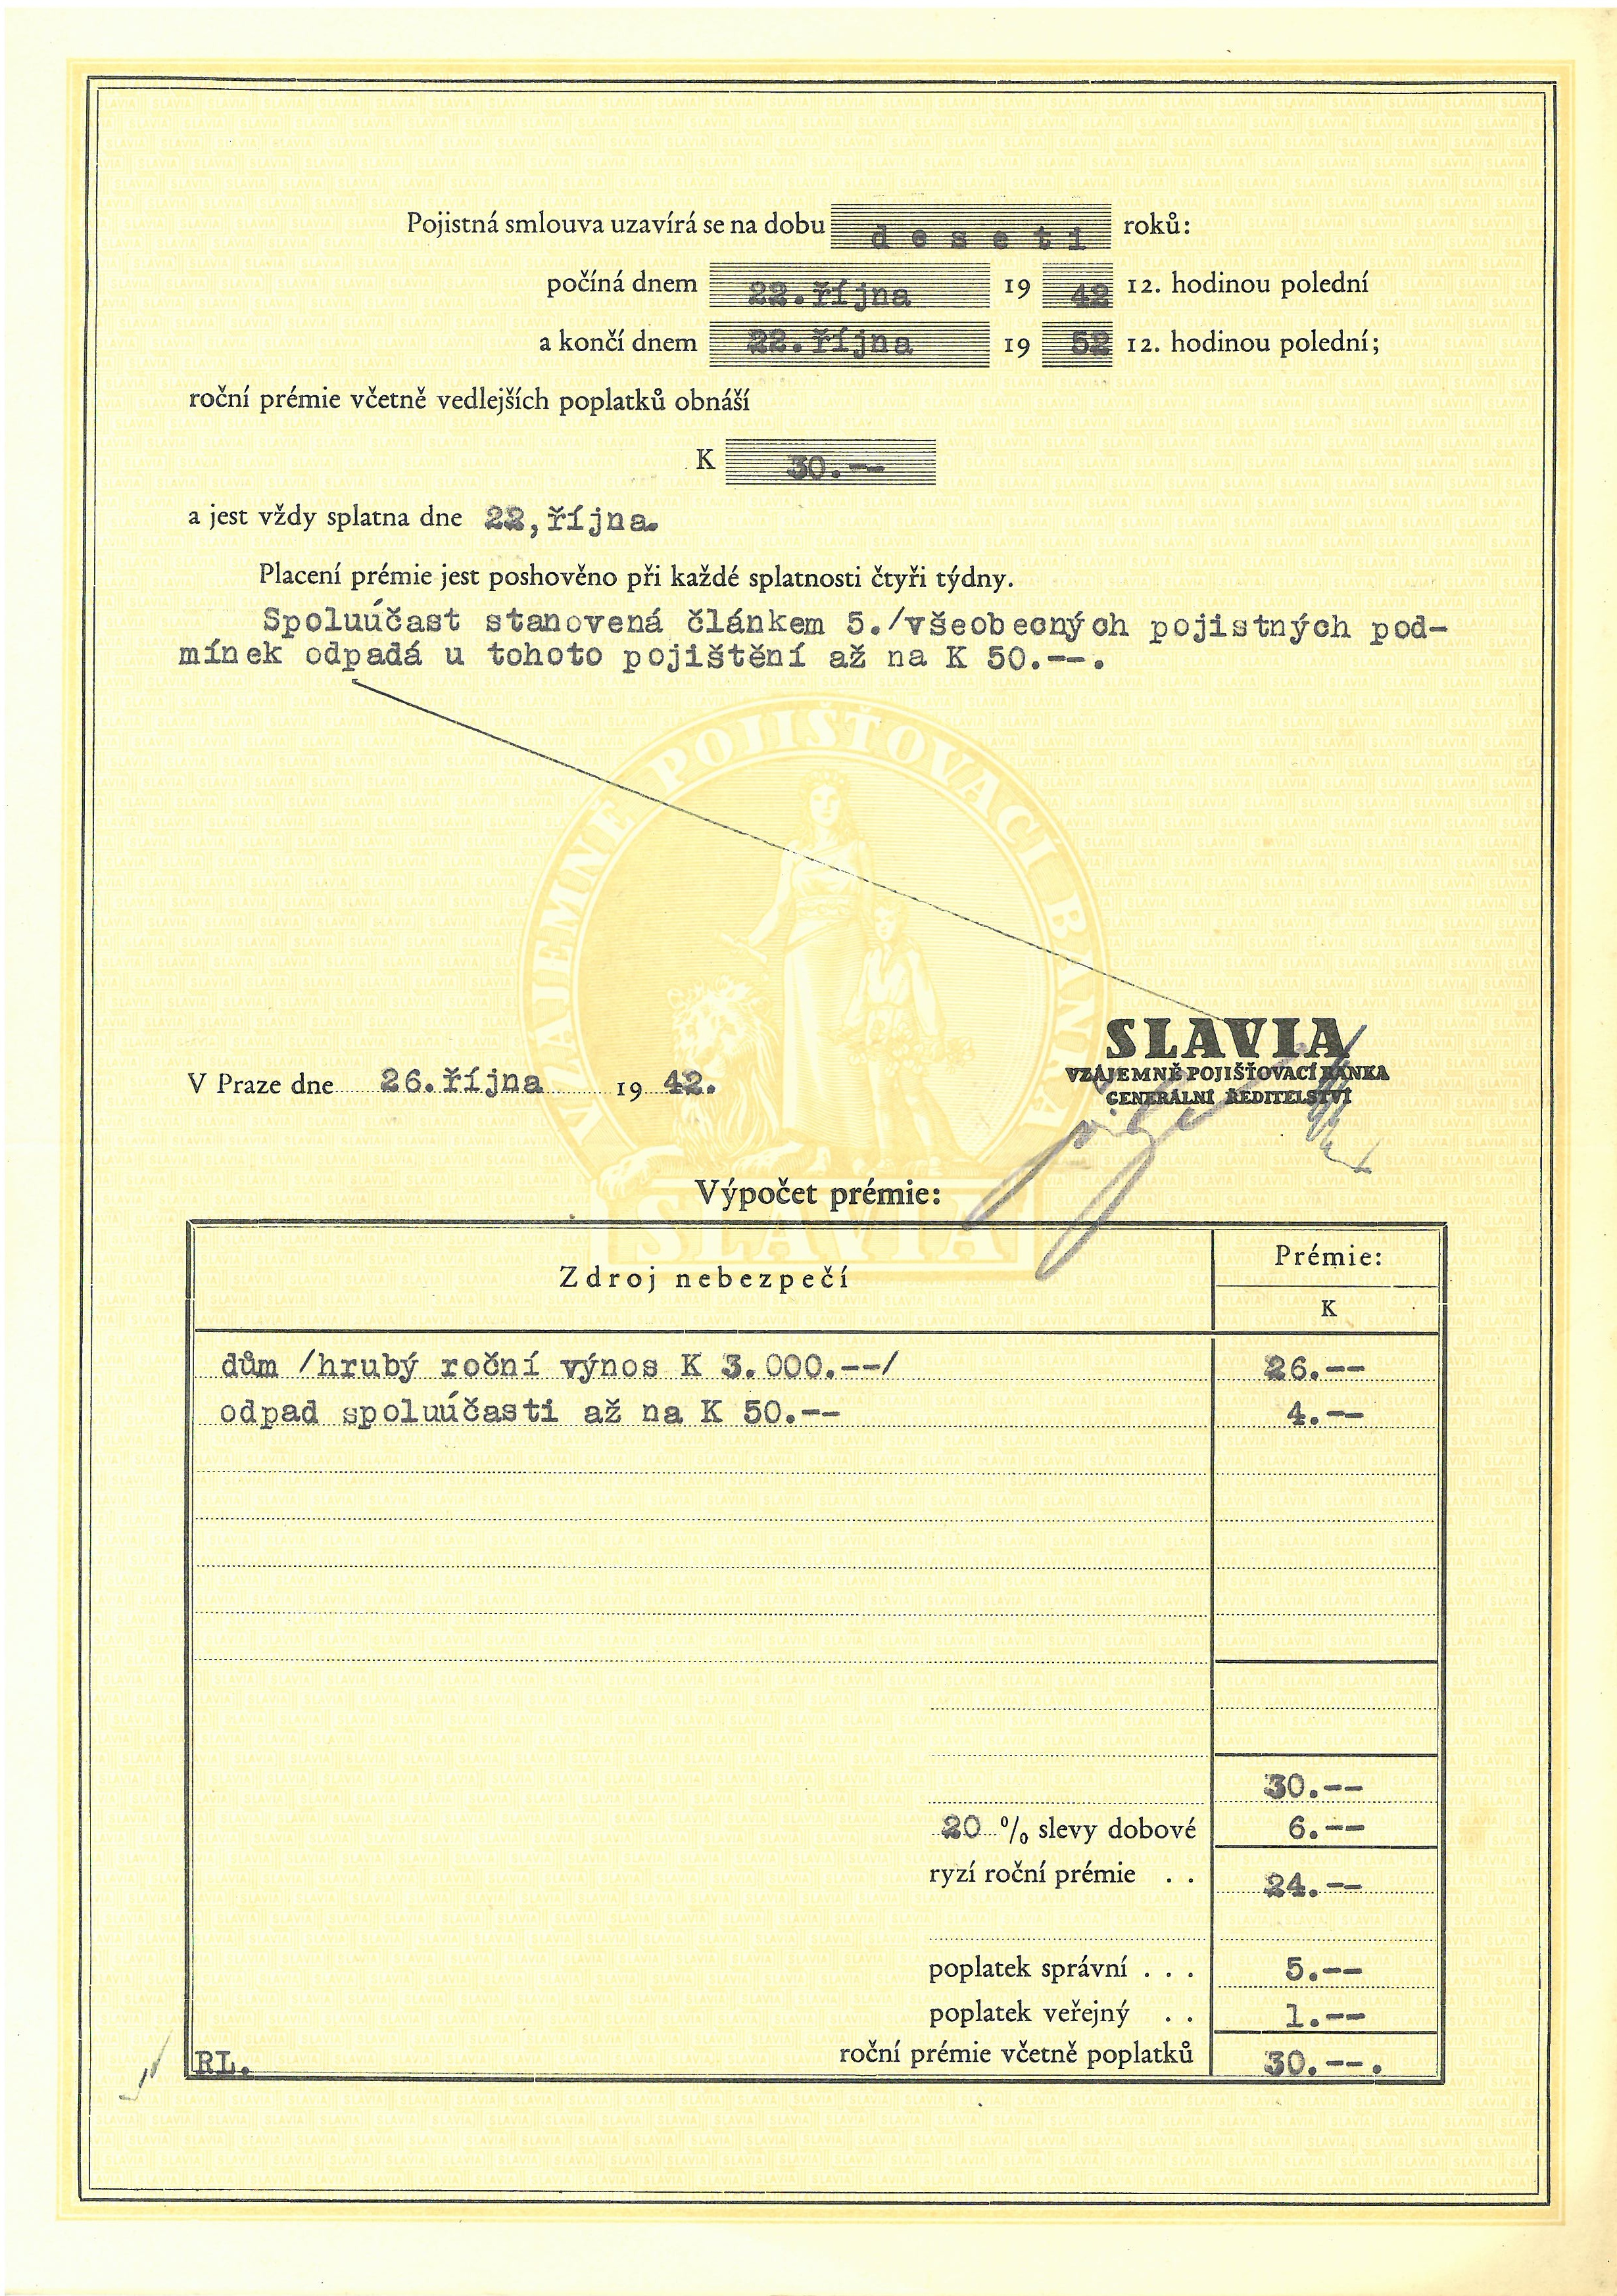 Pojistná smlouva uzavírá se na dobu deseti roků:
počíná dnem 22.října 19 42 12. hodinou polední
a končí dnem 22.října 19 52 12. hodinou polední;
roční prémie včetně vedlejších poplatků obnáší
K 30.--
a jest vždy splatna dne 22,října.
Placení prémie jest poshověno při každé splatnosti čtyři týdny.
Spoluúčast stanovená článkem 5./všeobecných pojistných pod-
mínek odpadá u tohoto pojištění až na K 50.--.
VZÁJEMNĚ POJIŠŤOVACÍ BANKA
SLAVIA
SLAVIA
VZÁJEMNĚ POJIŠŤOVACÍ BANKA
GENERÁLNÍ ŘEDITELSTVÍ
V Praze dne 26.října 19 42.
Výpočet prémie:
Zdroj nebezpečí
Prémie:
K
dům /hrubý roční výnos K 3.000.--/ 26.--
odpad spoluúčasti až na K 50.-- 4.--
30.--
20 % slevy dobové 6.--
ryzí roční prémie . . 24.--
poplatek správní . . . 5.--
poplatek veřejný . . 1.--
roční prémie včetně poplatků 30.--.
RL.